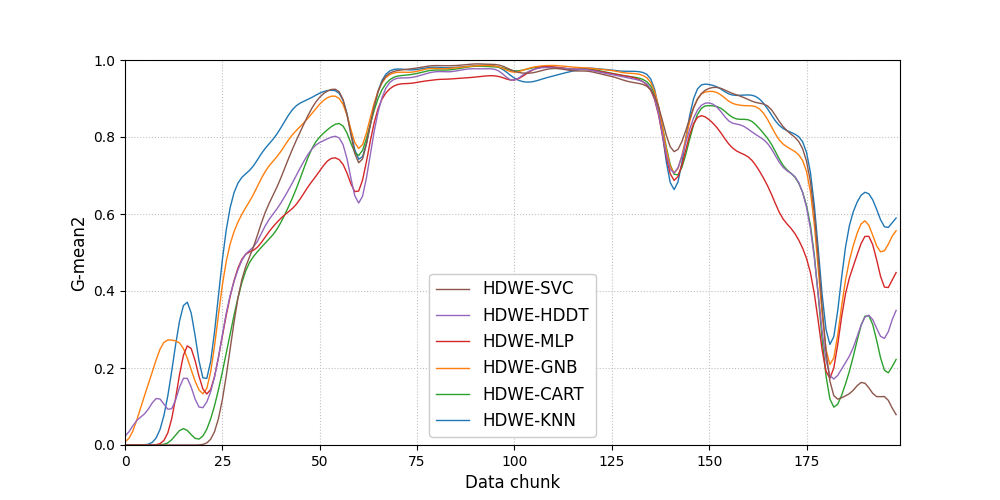 1.0
0.8
0.6
0.4
0.2
0.0
G-mean2
HDWE-SVC
HDWE-HDDT
HDWE-MLP
HDWE-GNB
HDWE-CART
HDWE-KNN
0 25 50 75 100 125 150 175
Data chunk